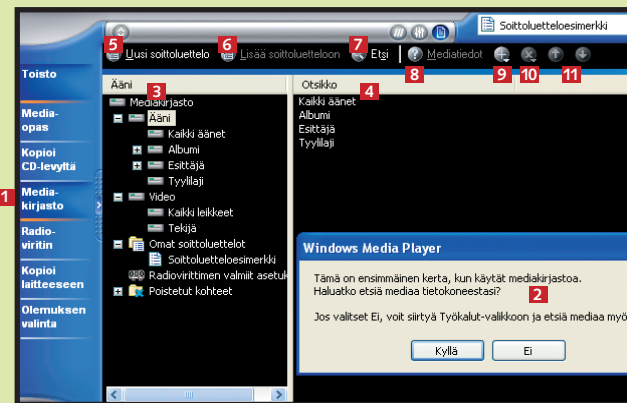 Soittoluetteloesimerkki
5 6 7
Uusi soittoluettelo Lisää soittoluetteloon Etsi Mediatiedot
8 9 10 11
Toisto
Media-
opas
Kopioi
CD-levyltä
1 Media-
kirjasto
Radio-
viritin
Kopioi
laitteeseen
Olemuksen
valinta
Ääni
3
Mediakirjasto
Ääni
Kaikki äänet
Albumi
Esittäjä
Tyylilaji
Video
Kaikki leikkeet
Tekijä
Omat soittoluettelot
Soittoluetteloesimerkki
Radiovirittimen valmiit asetuk
Poistetut kohteet
Otsikko
4
Kaikki äänet
Albumi
Esittäjä
Tyylilaji
Windows Media Player
Tämä on ensimmäinen kerta, kun käytät mediakirjastoa.
Haluatko etsiä mediaa tietokoneestasi? 2
Jos valitset Ei, voit siirtyä Työkalut-valikkoon ja etsiä mediaa myö
Kyllä Ei